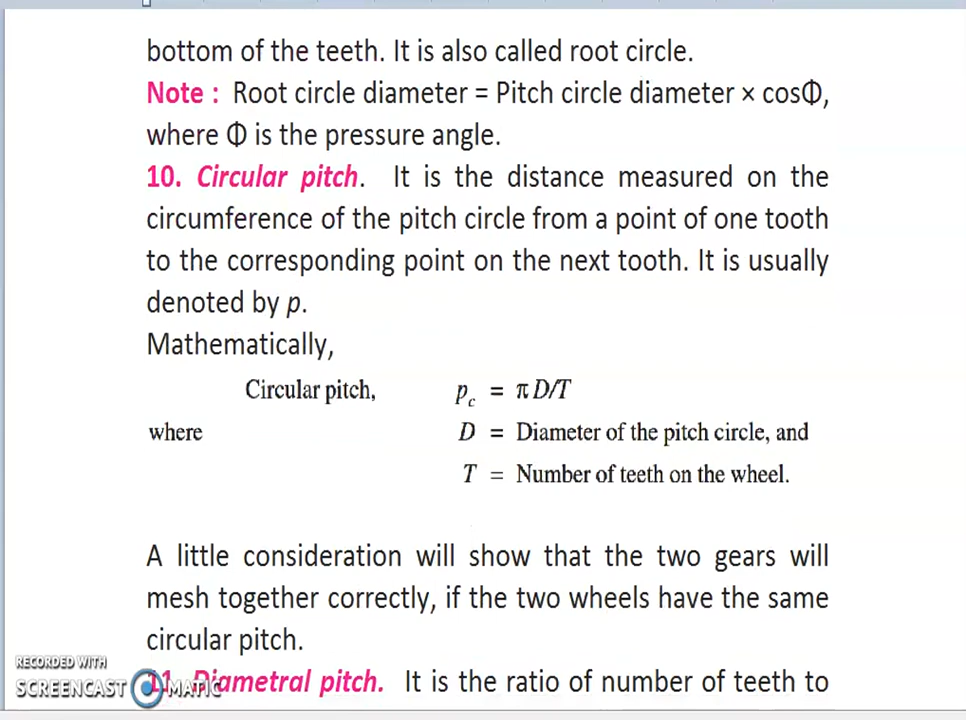 bottom of the teeth. It is also called root circle.
Note : Root circle diameter = Pitch circle diameter × cosΦ,
where Φ is the pressure angle.
10. Circular pitch. It is the distance measured on the
circumference of the pitch circle from a point of one tooth
to the corresponding point on the next tooth. It is usually
denoted by p.
Mathematically,
Circular pitch, pc = π D/T
where D = Diameter of the pitch circle, and
T = Number of teeth on the wheel.
A little consideration will show that the two gears will
mesh together correctly, if the two wheels have the same
circular pitch.
11. Diametral pitch. It is the ratio of number of teeth to
RECORDED WITH
SCREENCAST MATIC